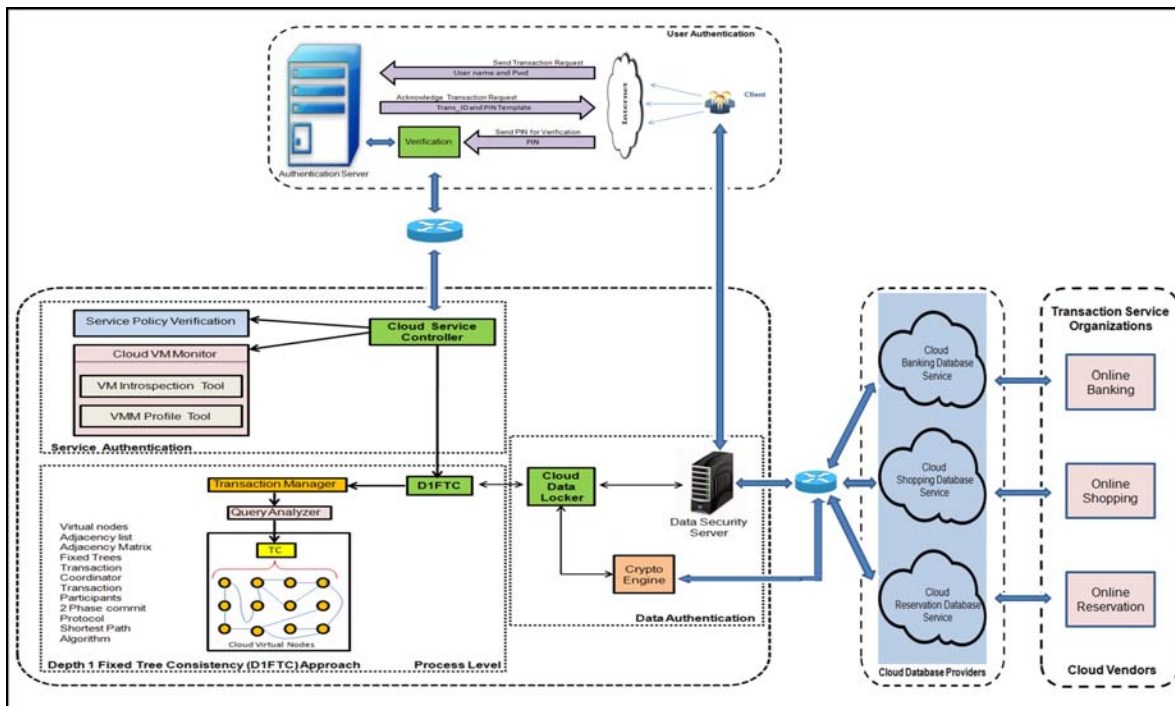 User Authentication
Send Transaction Request
User name and Pwd
Acknowledge Transaction Request
Trans_ID and PIN Template
Send PIN for Verification
PIN
Verification
Authentication Server
Internet
Client
Service Policy Verification
Cloud Service
Controller
Cloud VM Monitor
VM Introspection Tool
VMM Profile Tool
Service Authentication
Transaction Manager
D1FTC
Query Analyzer
TC
Virtual nodes
Adjacency list
Adjacency Matrix
Fixed Trees
Transaction
Coordinator
Transaction
Participants
2 Phase commit
Protocol
Shortest Path
Algorithm
Cloud Virtual Nodes
Depth 1 Fixed Tree Consistency (D1FTC) Approach
Process Level
Cloud
Data
Locker
Data Security
Server
Crypto
Engine
Data Authentication
Cloud
Banking Database
Service
Cloud
Shopping Database
Service
Cloud
Reservation Database
Service
Cloud Database Providers
Transaction Service
Organizations
Online
Banking
Online
Shopping
Online
Reservation
Cloud Vendors